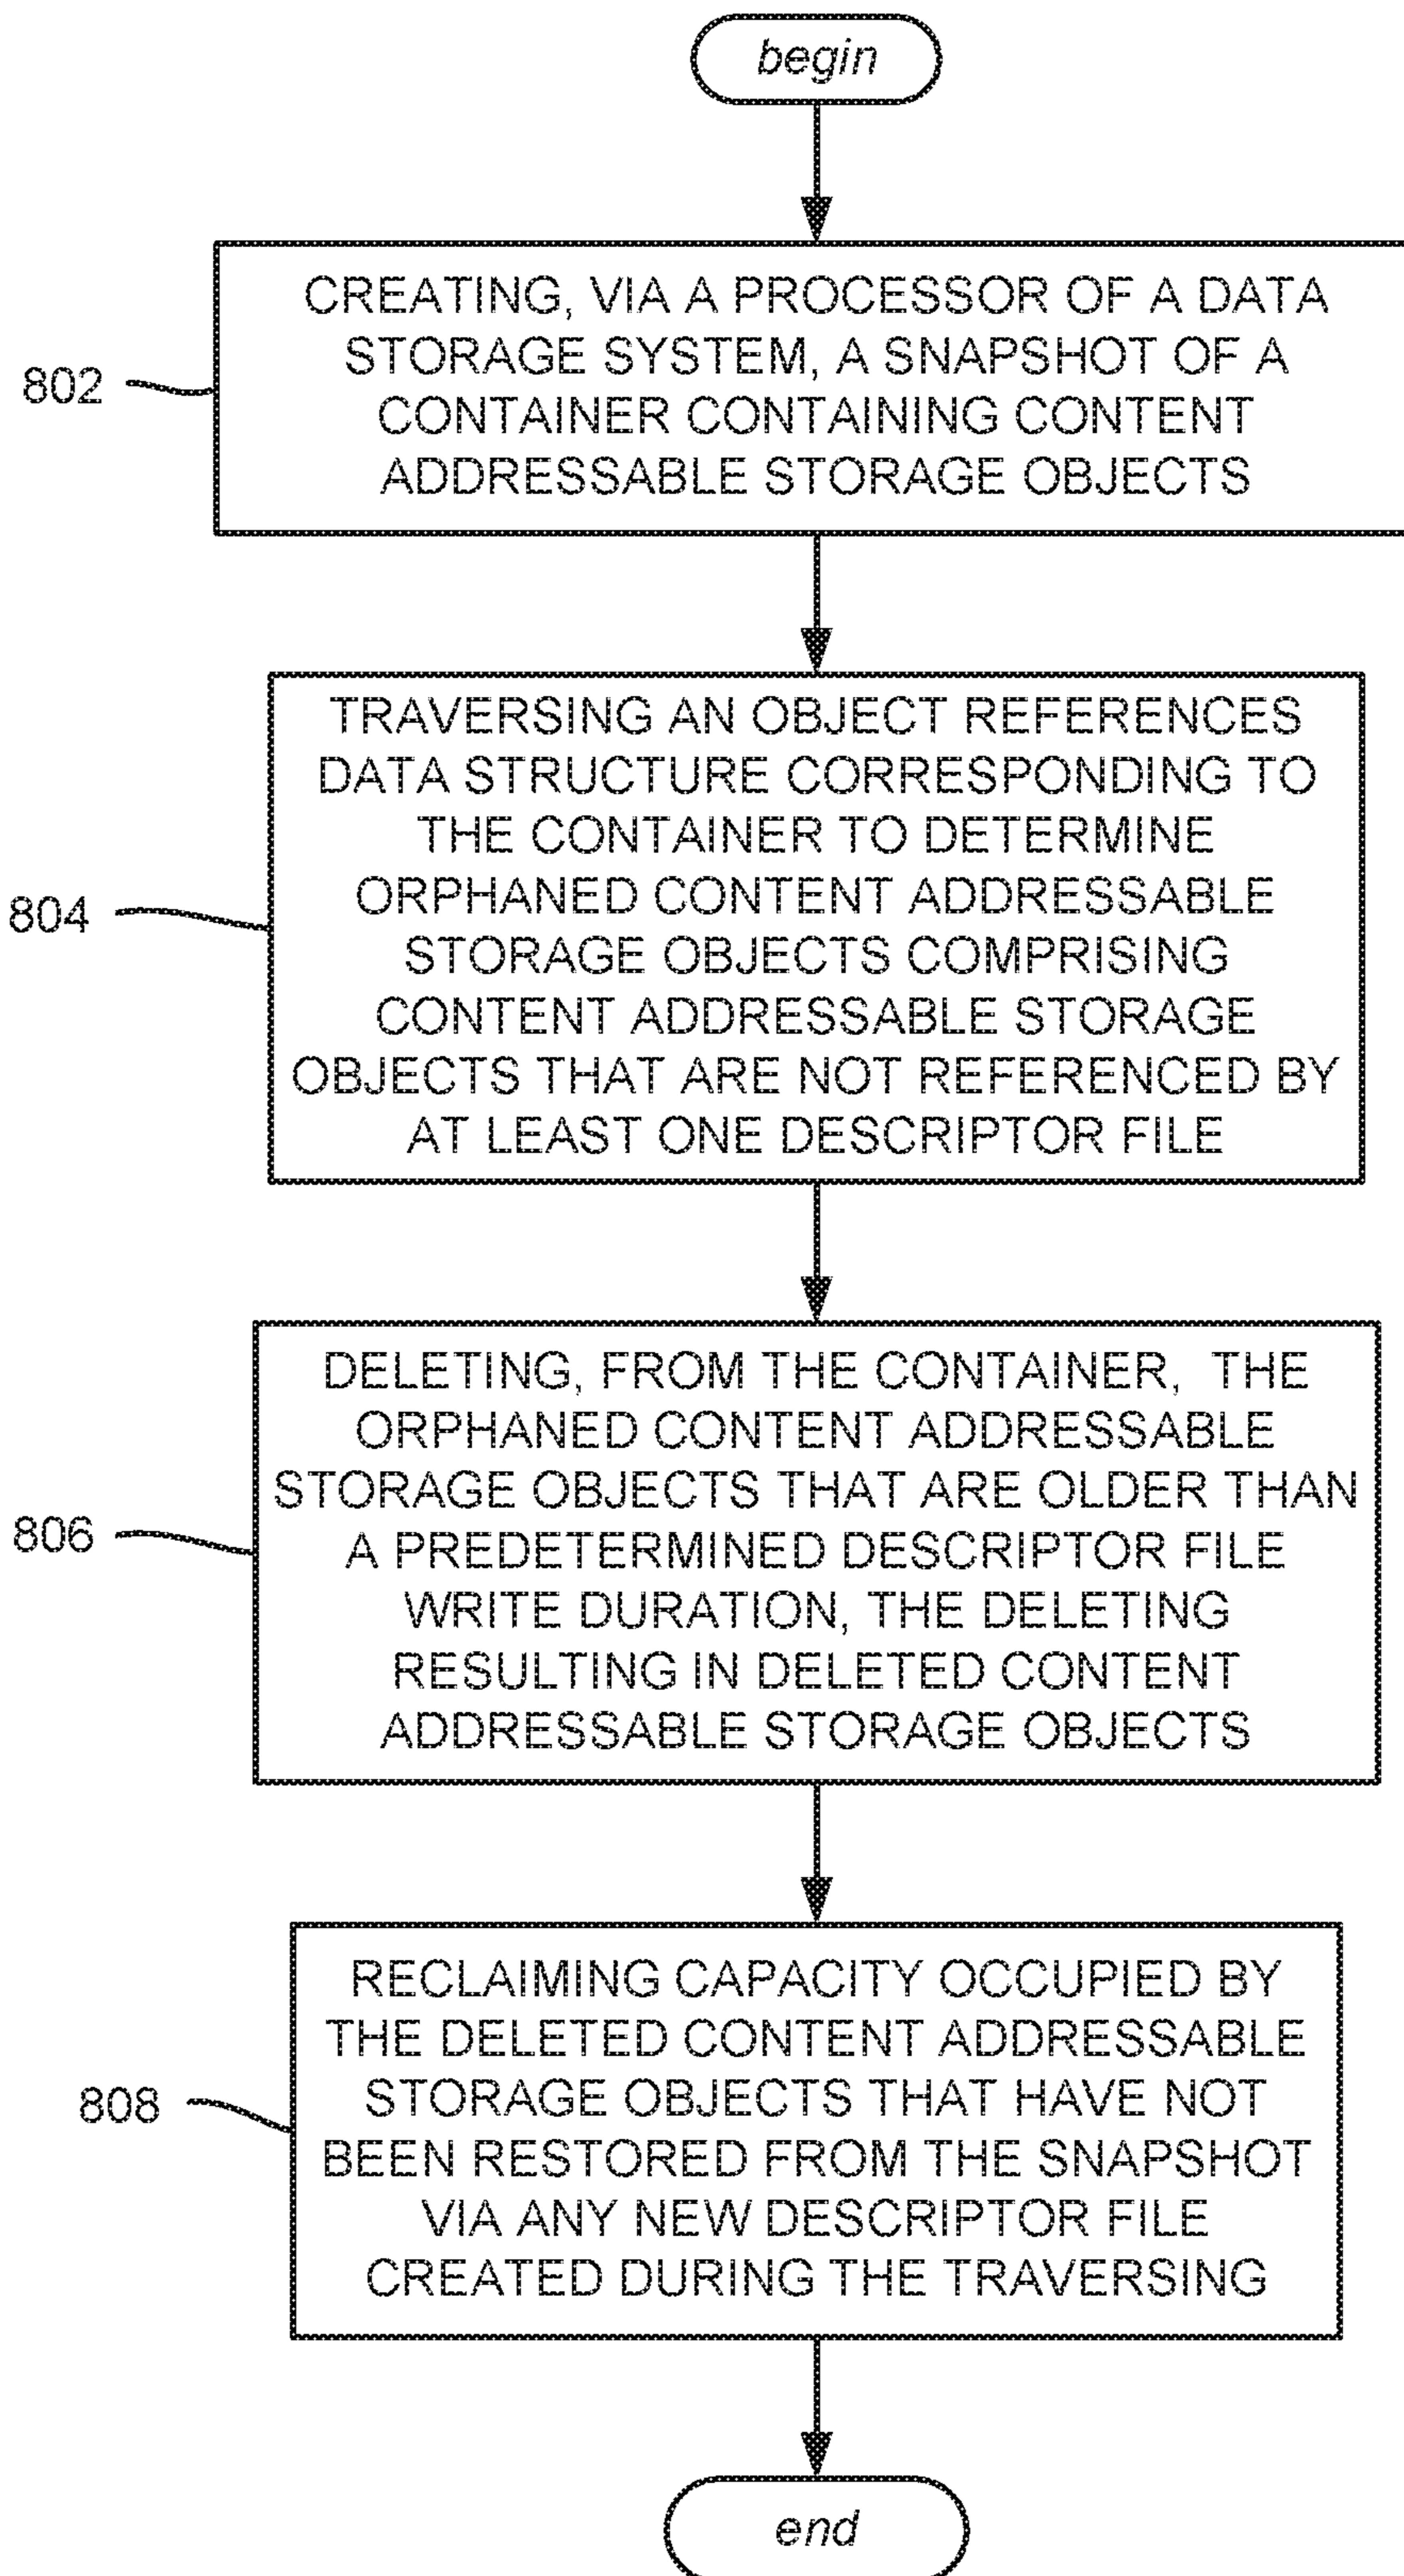 begin
CREATING, VIA A PROCESSOR OF A DATA
STORAGE SYSTEM, A SNAPSHOT OF A
CONTAINER CONTAINING CONTENT
ADDRESSABLE STORAGE OBJECTS
802
TRAVERSING AN OBJECT REFERENCES
DATA STRUCTURE CORRESPONDING TO
THE CONTAINER TO DETERMINE
ORPHANED CONTENT ADDRESSABLE
STORAGE OBJECTS COMPRISING
CONTENT ADDRESSABLE STORAGE
OBJECTS THAT ARE NOT REFERENCED BY
AT LEAST ONE DESCRIPTOR FILE
804
DELETING, FROM THE CONTAINER, THE
ORPHANED CONTENT ADDRESSABLE
STORAGE OBJECTS THAT ARE OLDER THAN
A PREDETERMINED DESCRIPTOR FILE
WRITE DURATION, THE DELETING
RESULTING IN DELETED CONTENT
ADDRESSABLE STORAGE OBJECTS
806
RECLAIMING CAPACITY OCCUPIED BY
THE DELETED CONTENT ADDRESSABLE
STORAGE OBJECTS THAT HAVE NOT
BEEN RESTORED FROM THE SNAPSHOT
VIA ANY NEW DESCRIPTOR FILE
CREATED DURING THE TRAVERSING
808
end